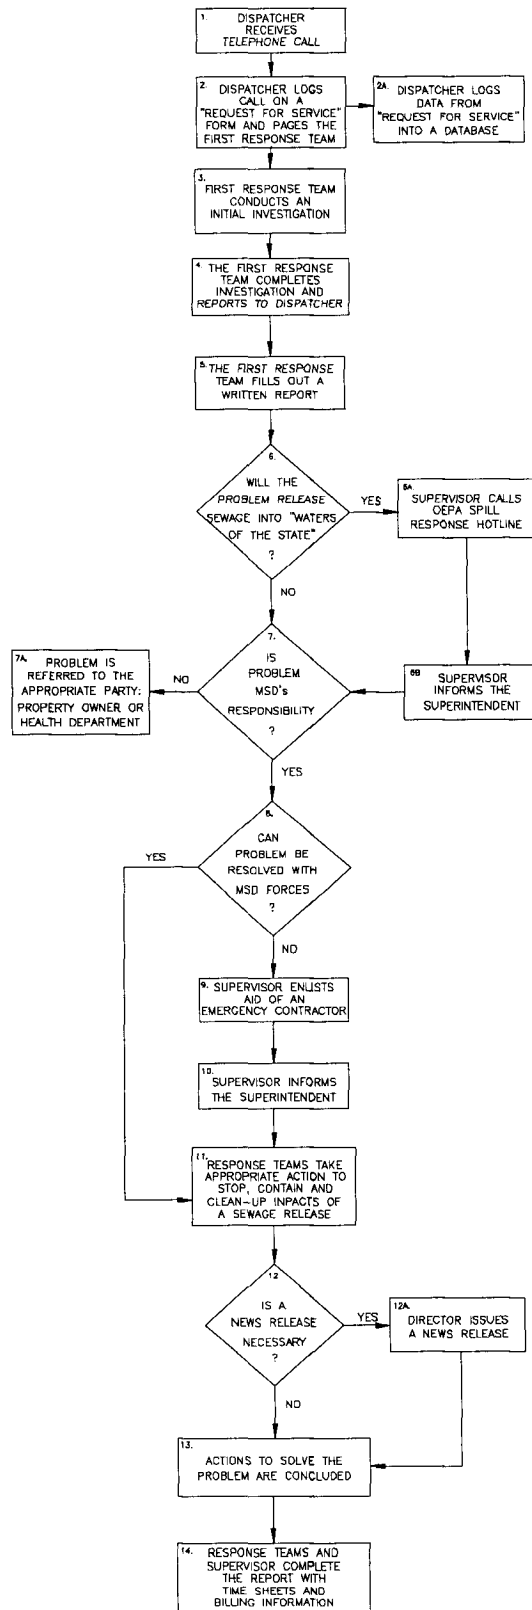 1. DISPATCHER
RECEIVES
TELEPHONE CALL
2. DISPATCHER LOGS
CALL ON A
"REQUEST FOR SERVICE"
FORM AND PAGES THE
FIRST RESPONSE TEAM
2A. DISPATCHER LOGS
DATA FROM
"REQUEST FOR SERVICE"
INTO A DATABASE
3. FIRST RESPONSE TEAM
CONDUCTS AN
INITIAL INVESTIGATION
4. THE FIRST RESPONSE
TEAM COMPLETES
INVESTIGATION AND
REPORTS TO DISPATCHER
5. THE FIRST RESPONSE
TEAM FILLS OUT A
WRITTEN REPORT
6.
WILL THE
PROBLEM RELEASE
SEWAGE INTO "WATERS
OF THE STATE"
?
YES
6A.
SUPERVISOR CALLS
OEPA SPILL
RESPONSE HOTLINE
NO
6B SUPERVISOR
INFORMS THE
SUPERINTENDENT
7.
IS
PROBLEM
MSD's
RESPONSIBILITY
?
NO
7A. PROBLEM IS
REFERRED TO THE
APPROPRIATE PARTY:
PROPERTY OWNER OR
HEALTH DEPARTMENT
YES
8.
CAN
PROBLEM BE
RESOLVED WITH
MSD FORCES
?
YES
NO
9. SUPERVISOR ENLISTS
AID OF AN
EMERGENCY CONTRACTOR
10.
SUPERVISOR INFORMS
THE SUPERINTENDENT
11. RESPONSE TEAMS TAKE
APPROPRIATE ACTION TO
STOP, CONTAIN AND
CLEAN-UP INPACTS OF
A SEWAGE RELEASE
12
IS A
NEWS RELEASE
NECESSARY
?
YES
12A.
DIRECTOR ISSUES
A NEWS RELEASE
NO
13.
ACTIONS TO SOLVE THE
PROBLEM ARE CONCLUDED
14. RESPONSE TEAMS AND
SUPERVISOR COMPLETE
THE REPORT WITH
TIME SHEETS AND
BILLING INFORMATION